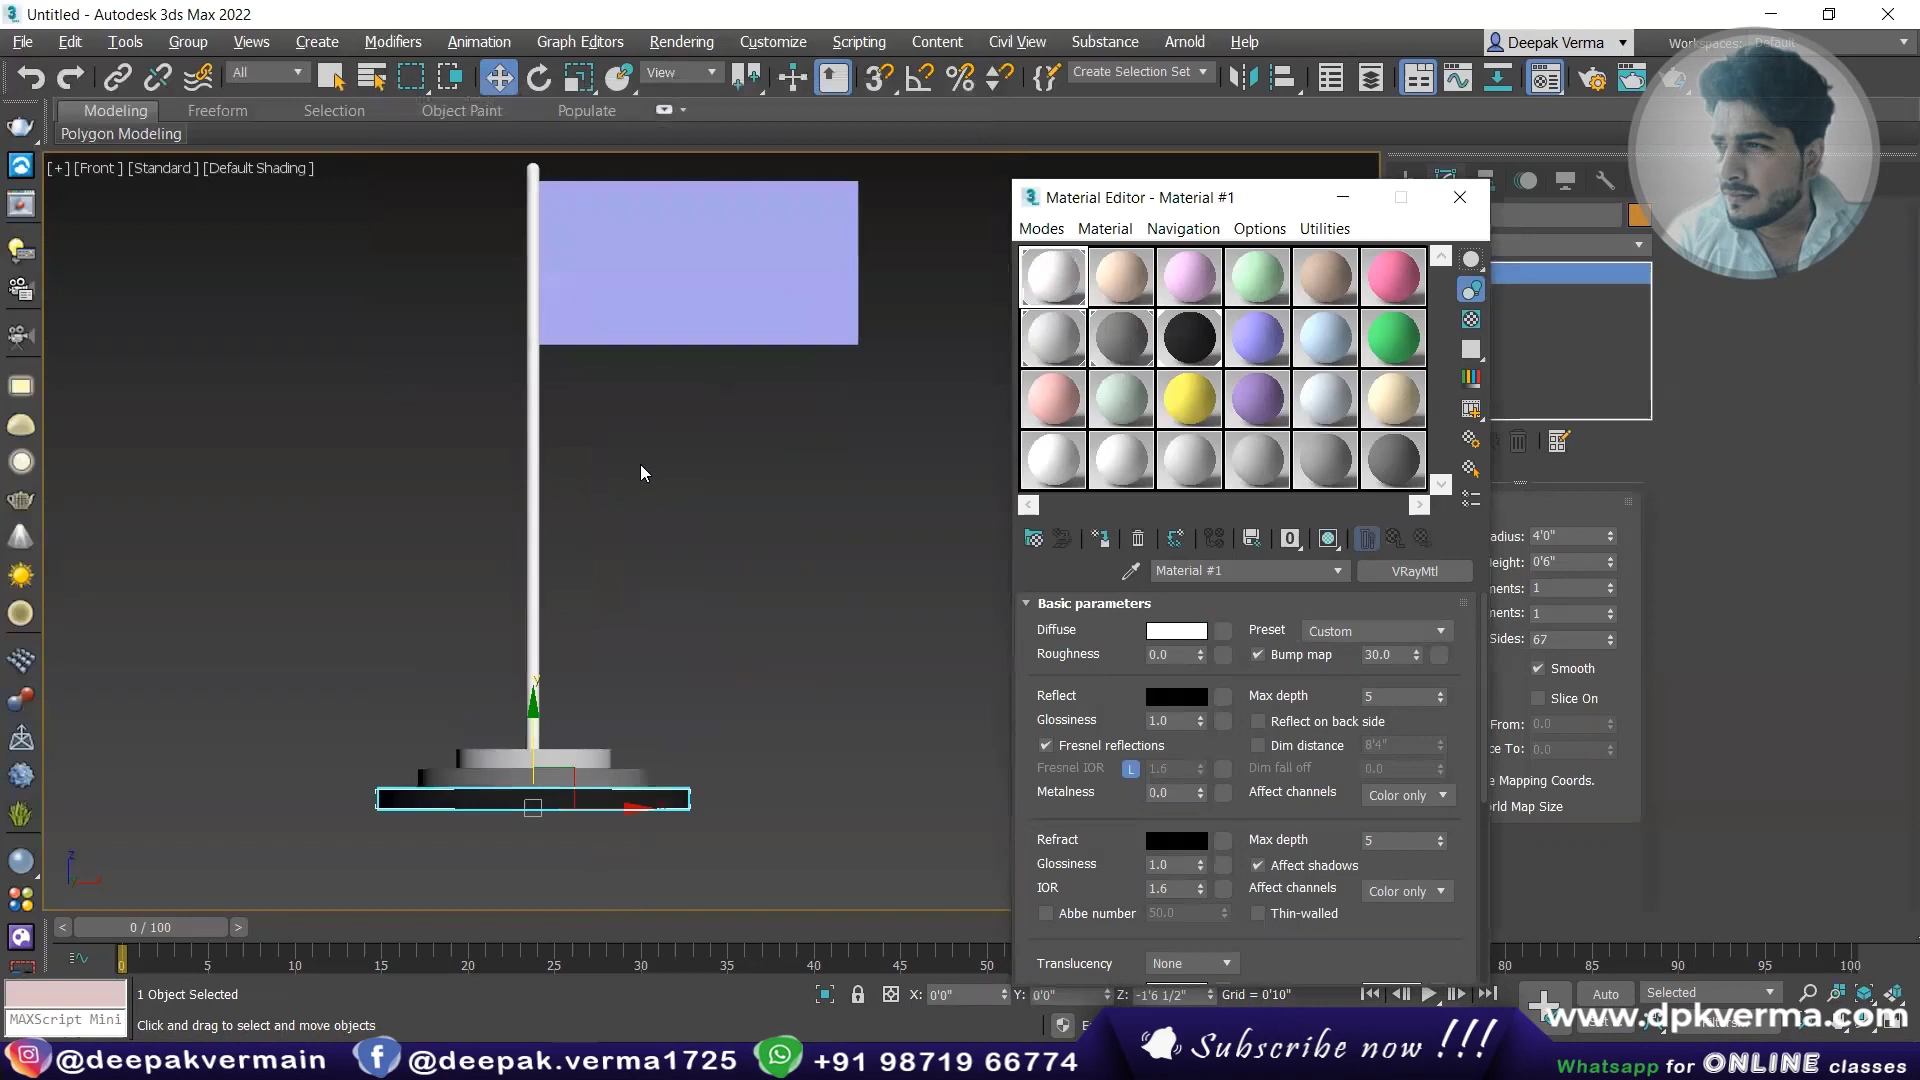 Untitled - Autodesk 3ds Max 2022
File Edit Tools Group Views Create Modifiers Animation Graph Editors Rendering Customize Scripting Content Civil View Substance Arnold Help Deepak Verma Workspaces: Default
All View Create Selection Set
Modeling Freeform Selection Object Paint Populate
Polygon Modeling
[+] [Front ] [Standard ] [Default Shading ]
Material Editor - Material #1
Modes Material Navigation Options Utilities
0
Material #1 VRayMtl
Basic parameters
Diffuse Preset Custom
Roughness 0.0 Bump map 30.0
Reflect Max depth 5
Glossiness 1.0 Reflect on back side
Fresnel reflections Dim distance 8'4"
Fresnel IOR L 1.6 Dim fall off 0.0
Metalness 0.0 Affect channels Color only
Refract Max depth 5
Glossiness 1.0 Affect shadows
IOR 1.6 Affect channels Color only
Abbe number 50.0 Thin-walled
Translucency None
adius: 4'0"
eight: 0'6"
ments: 1
ments: 1
Sides: 67
Smooth
Slice On
From: 0.0
ce To: 0.0
e Mapping Coords.
orld Map Size
y
z
x
< 0 / 100 >
0 5 10 15 20 25 30 35 40 45 50 80 85 90 95 100
1 Object Selected X: 0'0" Y: 0'0" Z: -1'6 1/2" Grid = 0'10" Auto Selected
MAXScript Mini
Click and drag to select and move objects
www.dpkverma.com
@deepakvermain @deepak.verma1725 +91 98719 66774 Subscribe now !!! Whatsapp for ONLINE classes